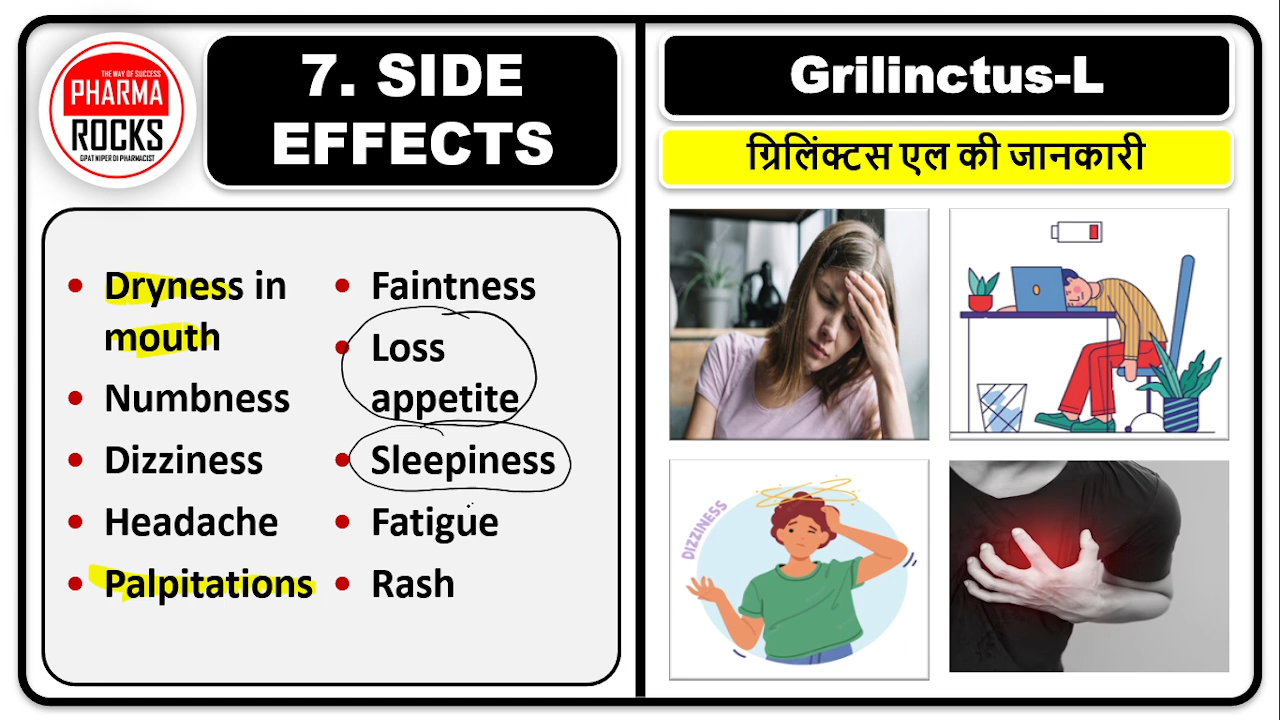 THE WAY OF SUCCESS
PHARMA
ROCKS
GPAT NIPER DI PHARMACIST
7. SIDE
EFFECTS
• Dryness in
mouth
• Numbness
• Dizziness
• Headache
• Palpitations
• Faintness
• Loss
appetite
• Sleepiness
• Fatigue
• Rash
Grilinctus-L
ग्रिलिंक्टस एल की जानकारी
DIZZINESS